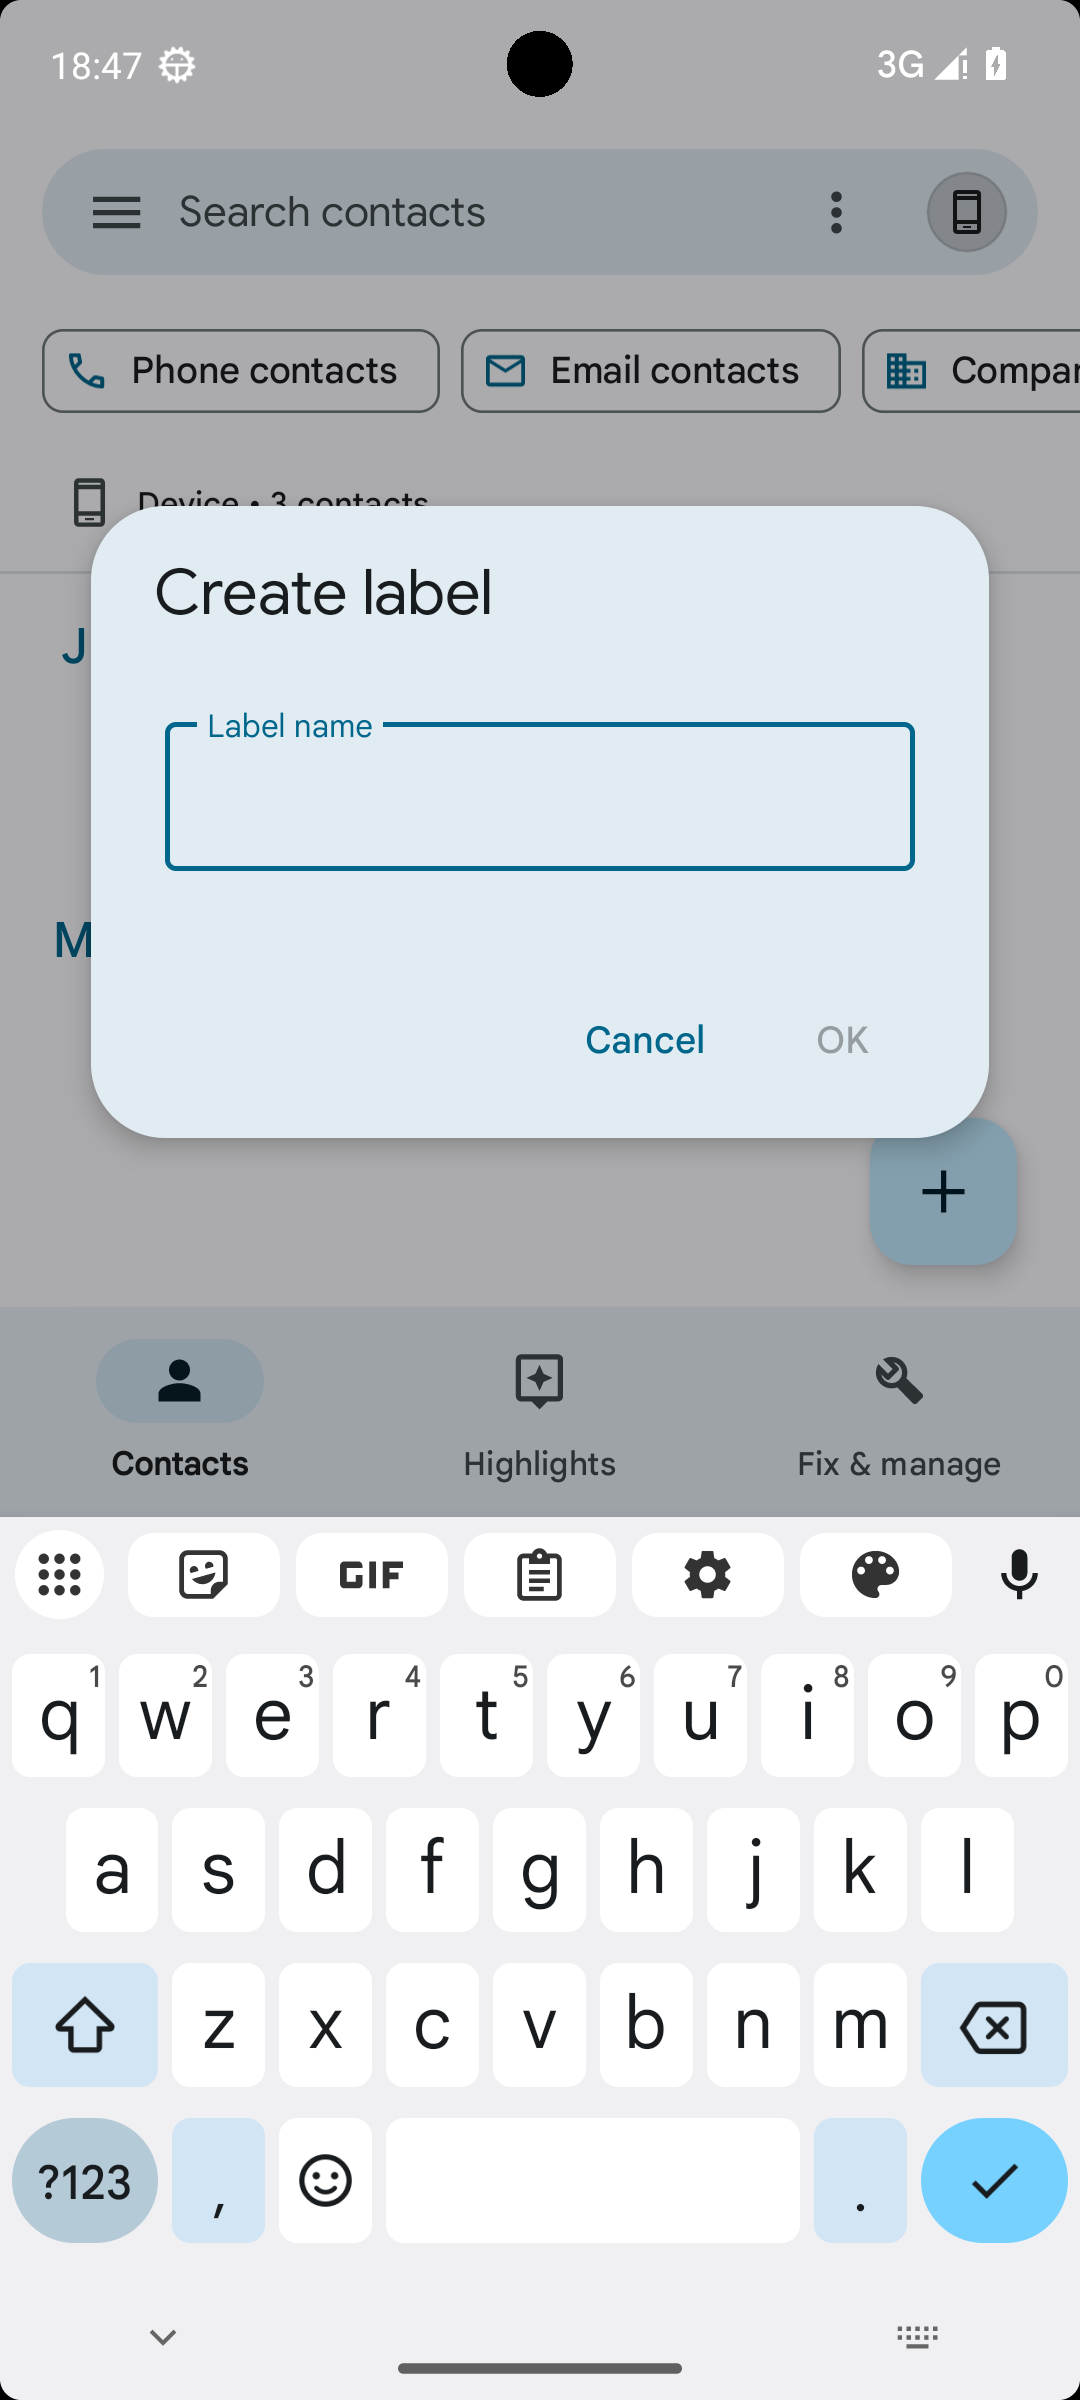 18:47
3G
Search contacts
Phone contacts
Email contacts
Device • 3 contacts
J
Create label
Label name
M
Cancel
OK
Contacts
Highlights
Fix & manage
GIF
q1 w2 e3 r4 t5 y6 u7 i8 o9 p0
a s d f g h j k l
z x c v b n m
?123 , .